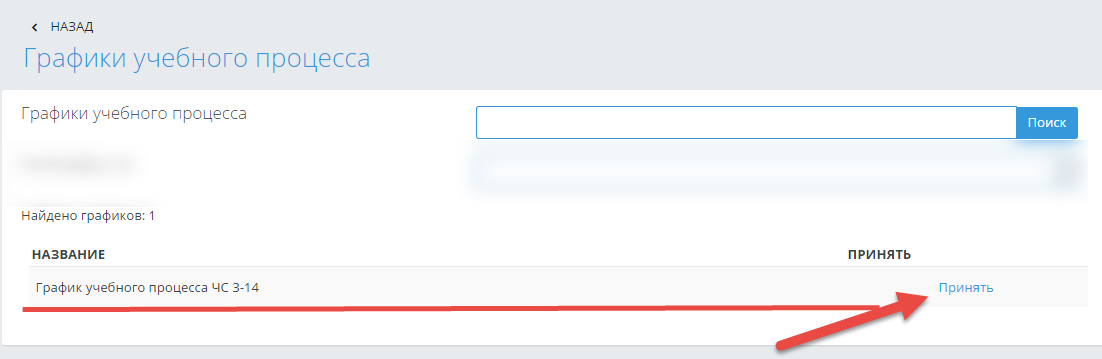 НАЗАД
Графики учебного процесса
Графики учебного процесса
Поиск
Найдено графиков: 1
НАЗВАНИЕ ПРИНЯТЬ
График учебного процесса ЧС 3-14 Принять